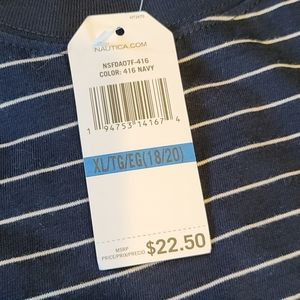 NAUTICA.COM
NSFDA07F-416
COLOR: 416 NAVY
1 94753 14167 4
XL/TG/EG(18/20)
MSRP
PRICE/PRIX/PRECIO
$22.50